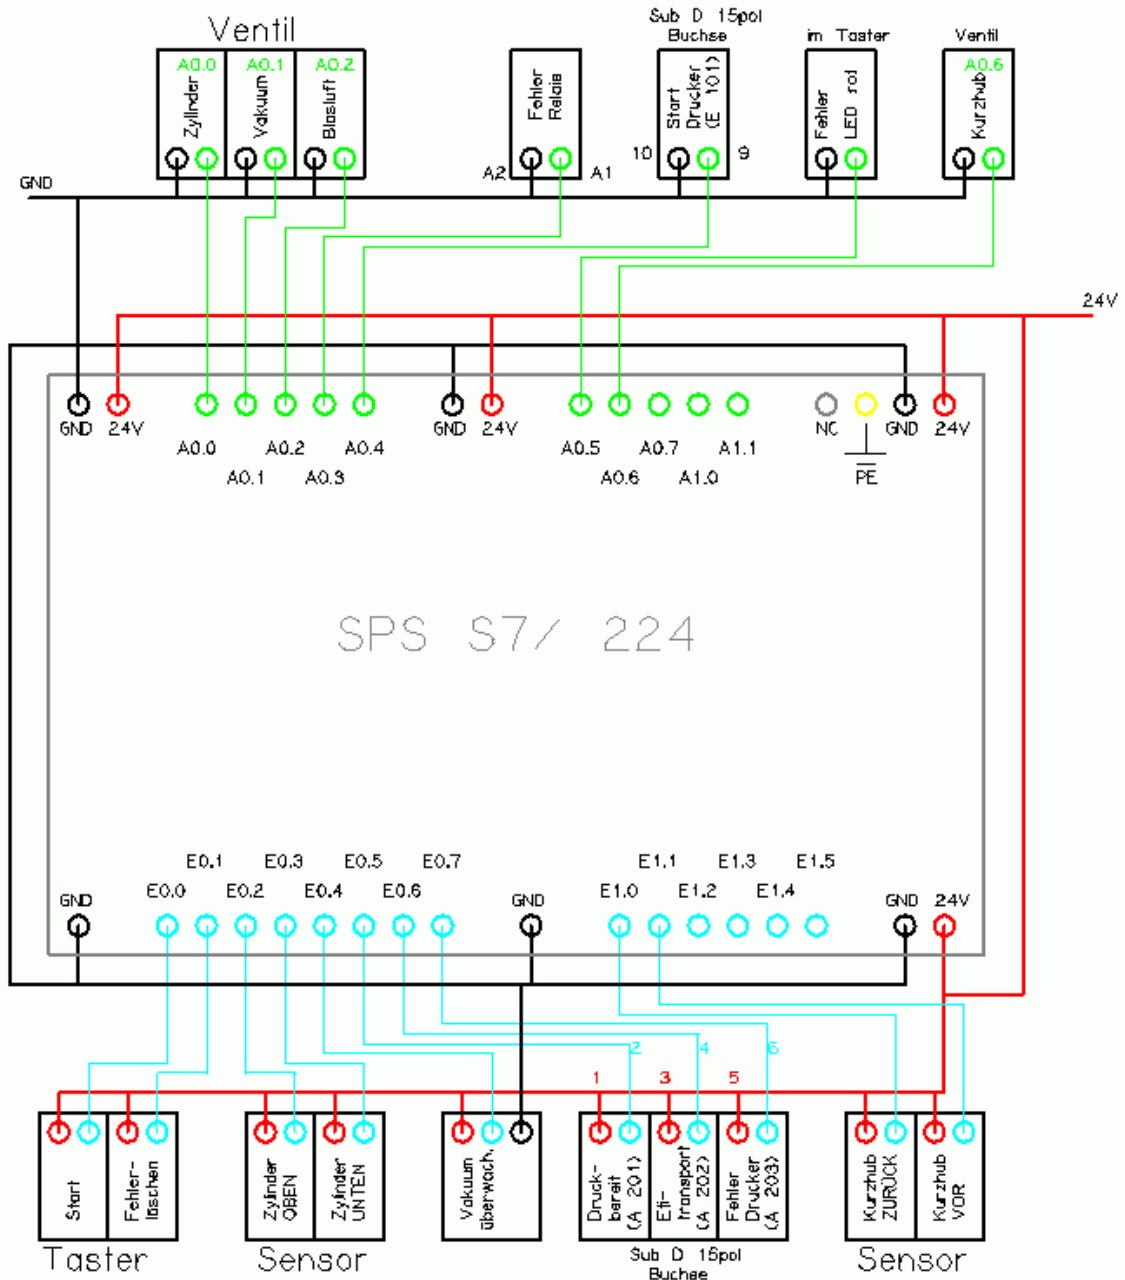 Ventil
Sub D 15pol
Buchse
im Taster
Ventil
A0.0
A0.1
A0.2
A0.6
Zylinder
Vakuum
Blasluft
Fehler
Relais
Start
Drucker
(E 101)
Fehler
LED rot
Kurzhub
A2
A1
10
9
GND
24V
GND
24V
GND
24V
NC
GND
24V
A0.0
A0.2
A0.4
A0.5
A0.7
A1.1
A0.1
A0.3
A0.6
A1.0
PE
SPS S7/ 224
E0.1
E0.3
E0.5
E0.7
E1.1
E1.3
E1.5
E0.0
E0.2
E0.4
E0.6
E1.0
E1.2
E1.4
GND
GND
GND
24V
2
4
6
1
3
5
Start
Fehler-
löschen
Zylinder
OBEN
Zylinder
UNTEN
Vakuum
überwach.
Druck-
bereit
(A 201)
Eti-
transport
(A 202)
Fehler
Drucker
(A 203)
Kurzhub
ZURÜCK
Kurzhub
VOR
Taster
Sensor
Sub D 15pol
Buchse
Sensor